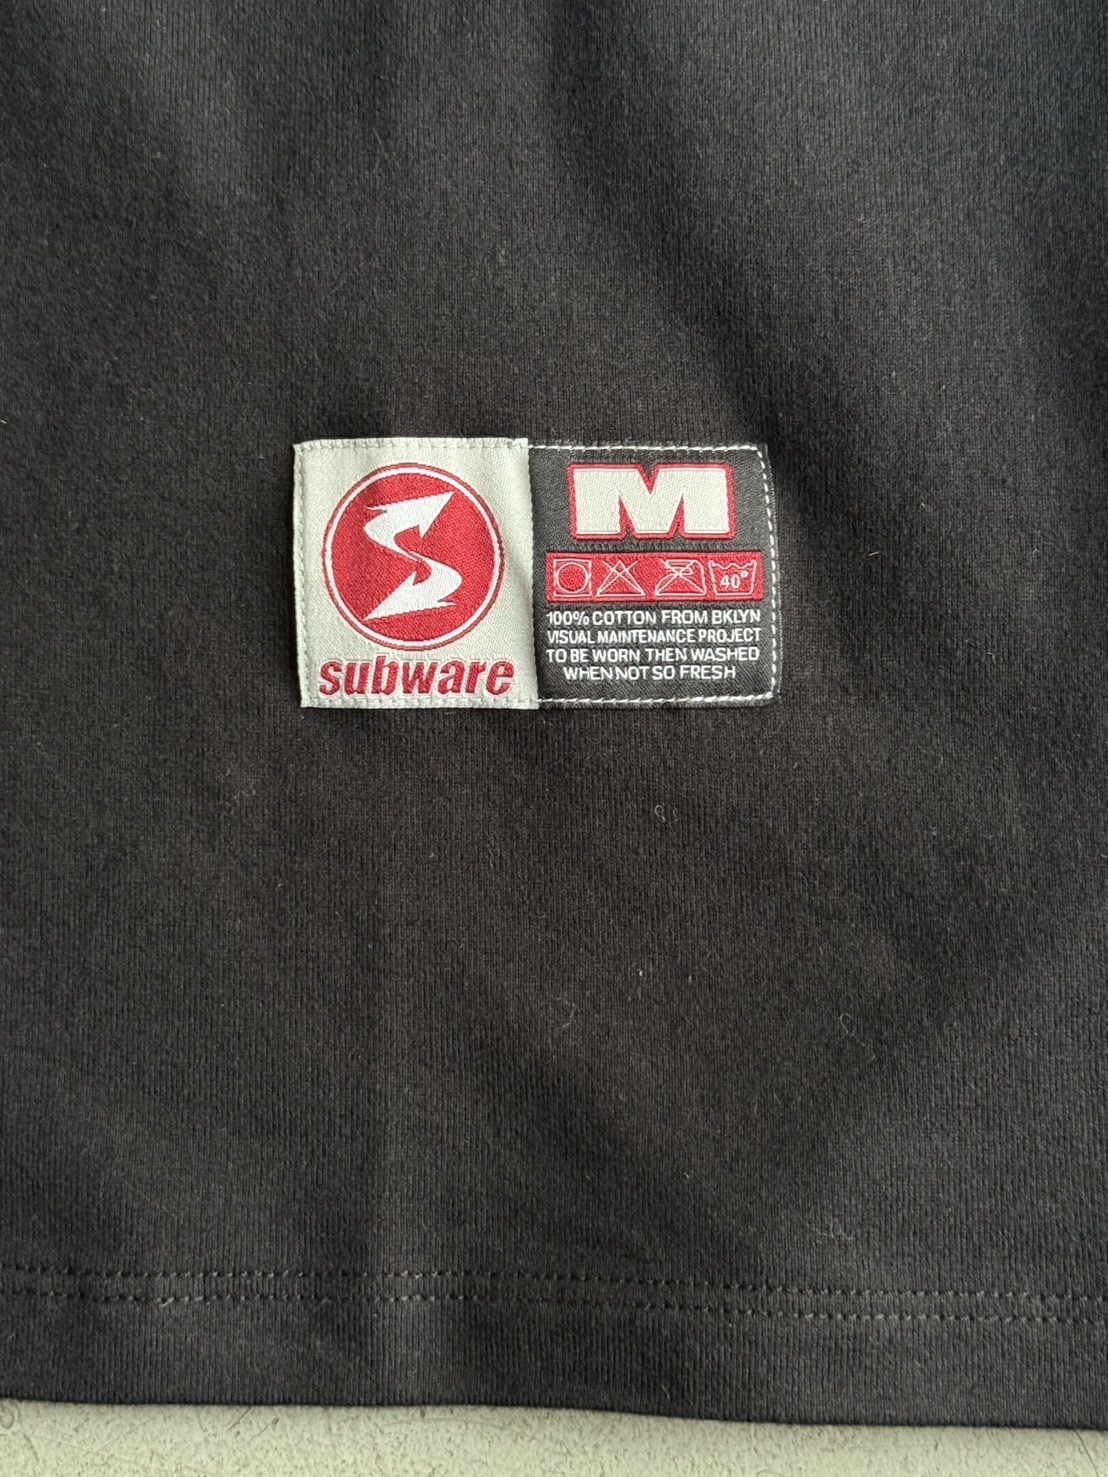 subware
M
40°
100% COTTON FROM BKLYN
VISUAL MAINTENANCE PROJECT
TO BE WORN THEN WASHED
WHEN NOT SO FRESH